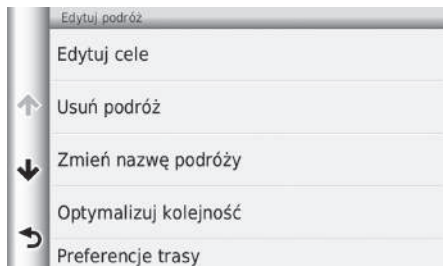 Edytuj podróż
Edytuj cele
Usuń podróż
Zmień nazwę podróży
Optymalizuj kolejność
Preferencje trasy